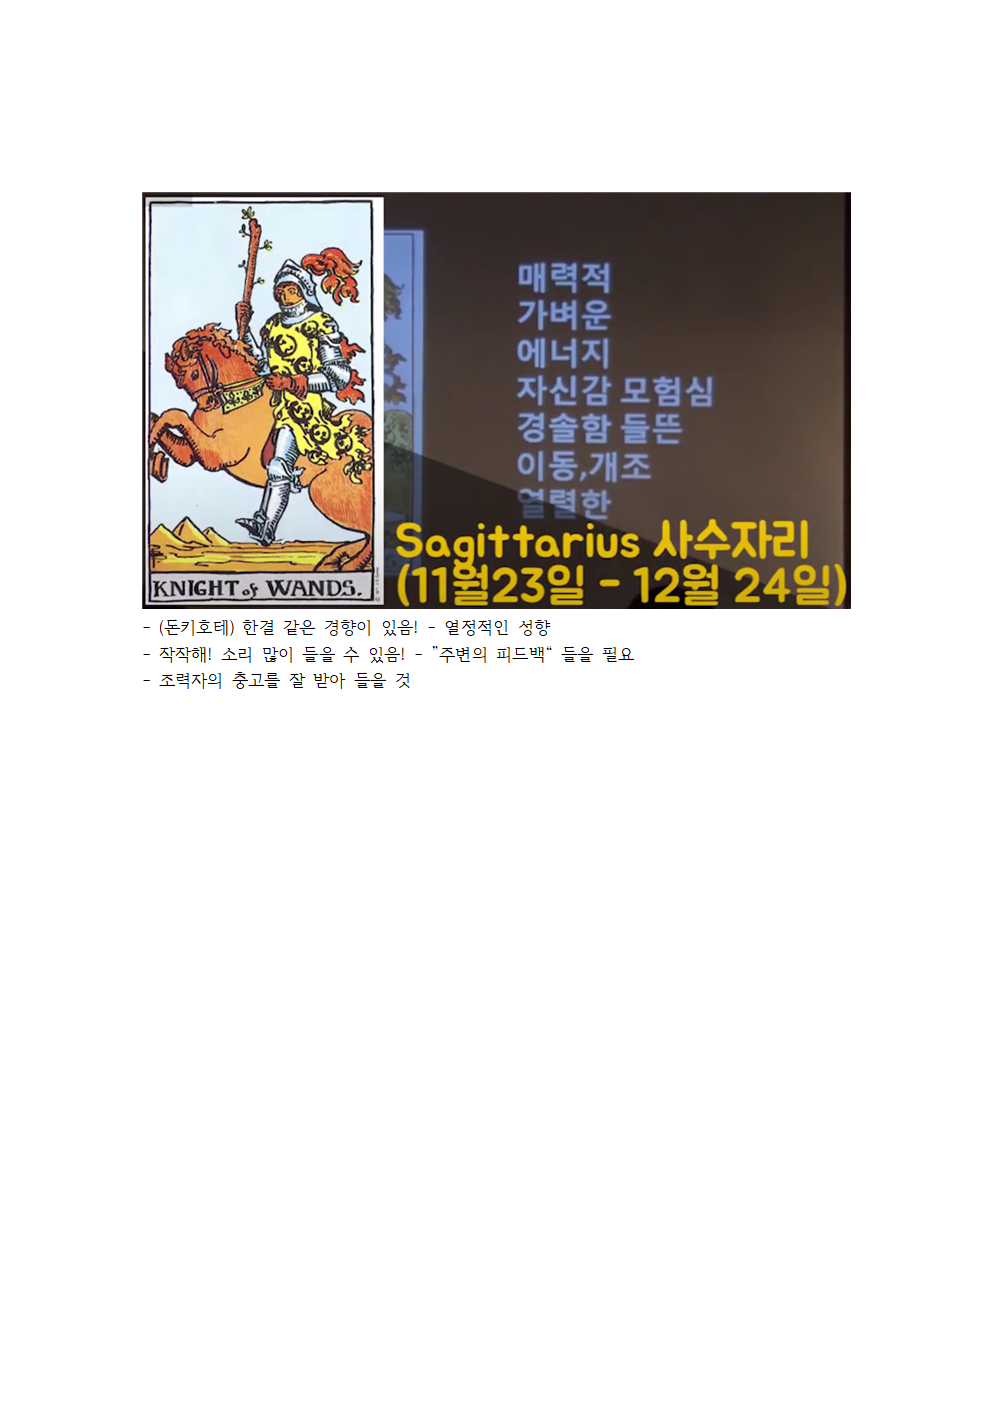 매력적
가벼운
에너지
자신감 모험심
경솔함 들뜬
이동,개조
열렬한
Sagittarius 사수자리
(11월23일 - 12월 24일)
KNIGHT of WANDS.
- (돈키호테) 한결 같은 경향이 있음! - 열정적인 성향
- 작작해! 소리 많이 들을 수 있음! - ”주변의 피드백“ 들을 필요
- 조력자의 충고를 잘 받아 들을 것